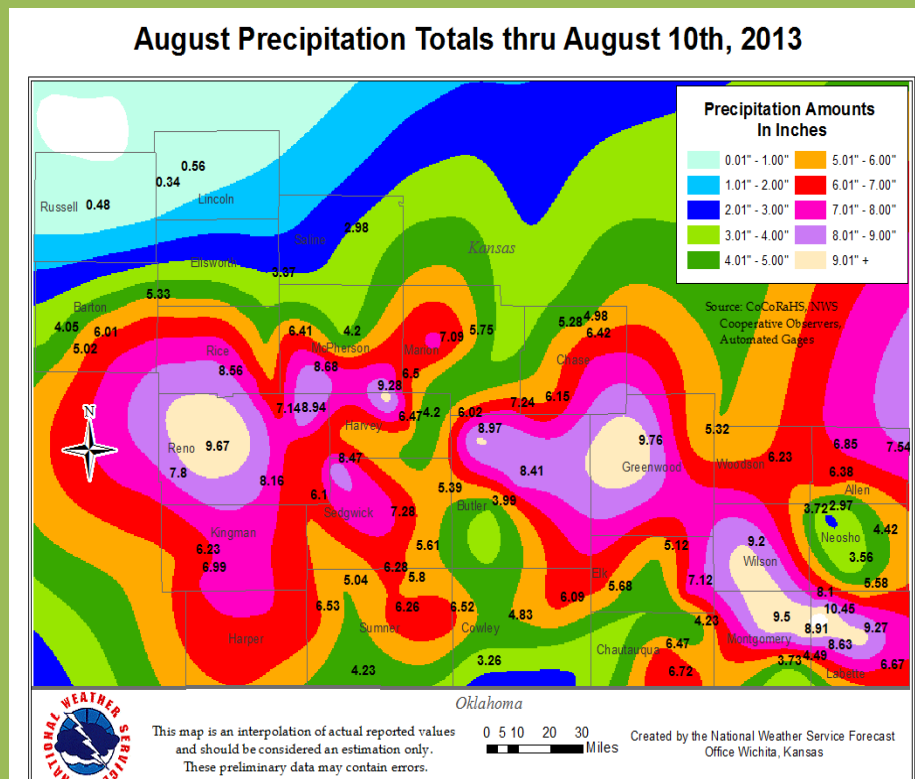 August Precipitation Totals thru August 10th, 2013
Precipitation Amounts
In Inches
0.01" - 1.00" 5.01" - 6.00"
1.01" - 2.00" 6.01" - 7.00"
2.01" - 3.00" 7.01" - 8.00"
3.01" - 4.00" 8.01" - 9.00"
4.01" - 5.00" 9.01" +
0.56
0.34
Lincoln
Russell 0.48
2.98
Saline
Kansas
Ellsworth
3.37
5.33
Barton
Source: CoCoRaHS, NWS
Cooperative Observers,
Automated Gages
4.05 6.01
5.02
6.41 4.2
Rice McPherson Marion 7.09 5.75
5.28 4.98
6.42
Chase
8.56 8.68
9.28 6.5
7.14 8.94
6.47 4.2 6.02 7.24 6.15
N
Halvey
8.97
5.32
9.76
Reno 9.67
7.8
8.16
8.47
8.41
Greenwood
Woodson 6.23
6.85 7.54
6.38
Allen
6.1
Sedgwick 7.28
5.39
Butler 3.99
3.72 2.97
4.42
Neosho
3.56
Kingman
6.23
6.99
5.61
5.12
9.2
Wilson
5.58
5.04
6.28
5.8
Elk
5.68
7.12
6.09
8.1
6.53 6.26
Sumner
6.52
Cowley
4.83
4.23
9.5
10.45
8.91 9.27
8.63
Harper
Montgomery
Chautauqua 6.47
6.72
4.23
3.26
3.73 4.49
Labette
6.67
Oklahoma
NATIONAL WEATHER SERVICE
This map is an interpolation of actual reported values
and should be considered an estimation only.
These preliminary data may contain errors.
0 5 10 20 30
Miles
Created by the National Weather Service Forecast
Office Wichita, Kansas